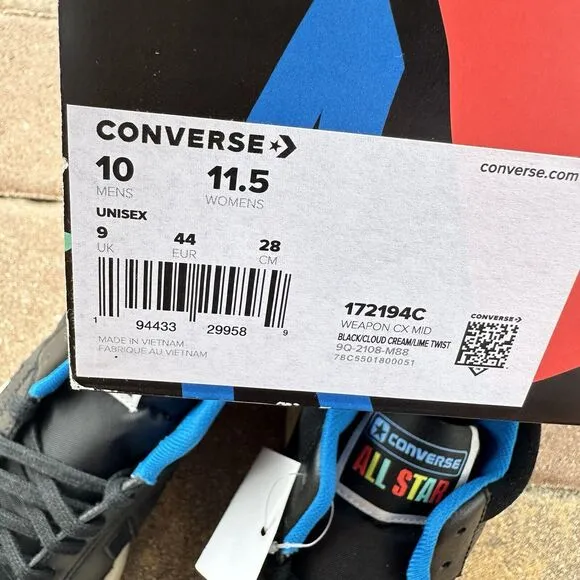 CONVERSE
converse.com
10 11.5
MENS WOMENS
UNISEX
9 44 28
UK EUR CM
1 94433 29958 9
MADE IN VIETNAM
FABRIQUE AU VIETNAM
172194C
WEAPON CX MID
BLACK/CLOUD CREAM/LIME TWIST
9Q-2108-M88
78C5501800051
CONVERSE
CONVERSE
ALL STAR